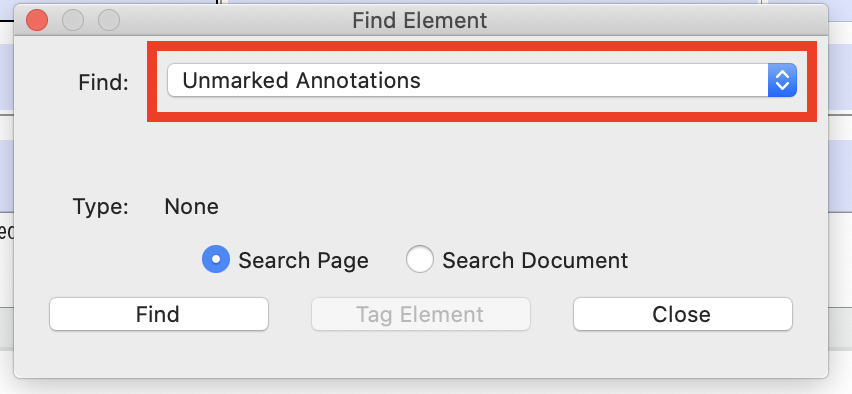 Find Element
Find: Unmarked Annotations
Type: None
Search Page Search Document
Find Tag Element Close